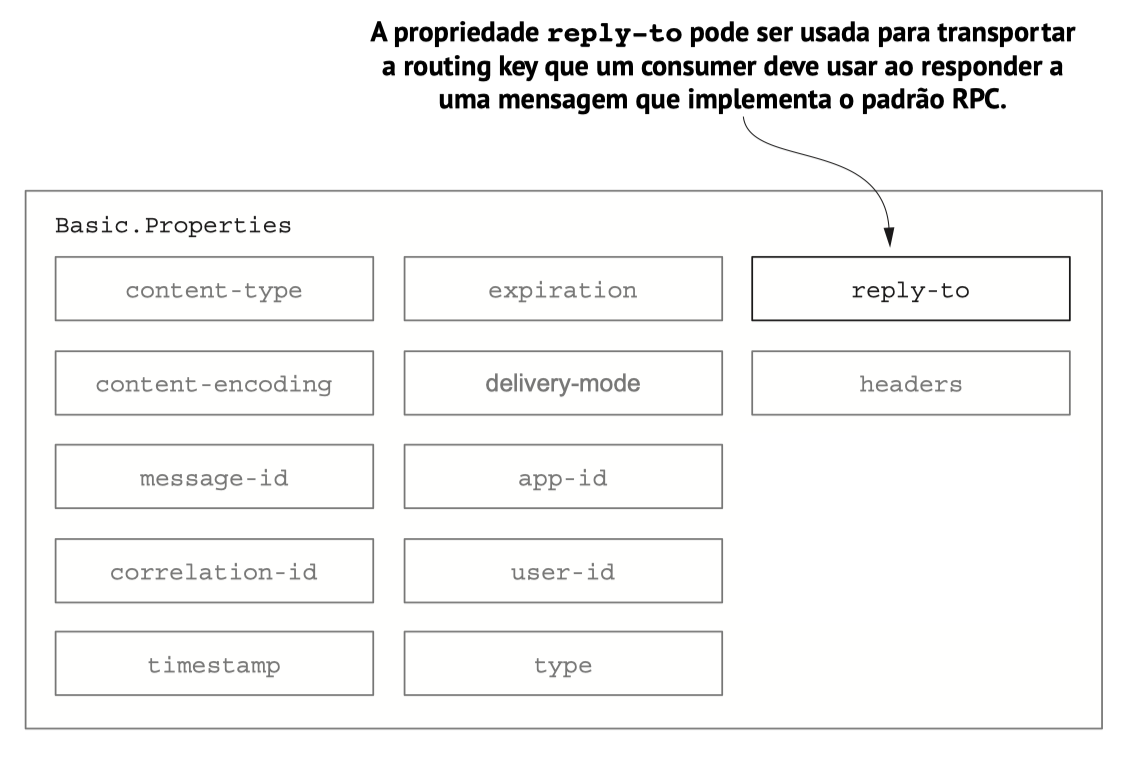 A propriedade reply-to pode ser usada para transportar
a routing key que um consumer deve usar ao responder a
uma mensagem que implementa o padrão RPC.
Basic.Properties
content-type
expiration
reply-to
content-encoding
delivery-mode
headers
message-id
app-id
correlation-id
user-id
timestamp
type